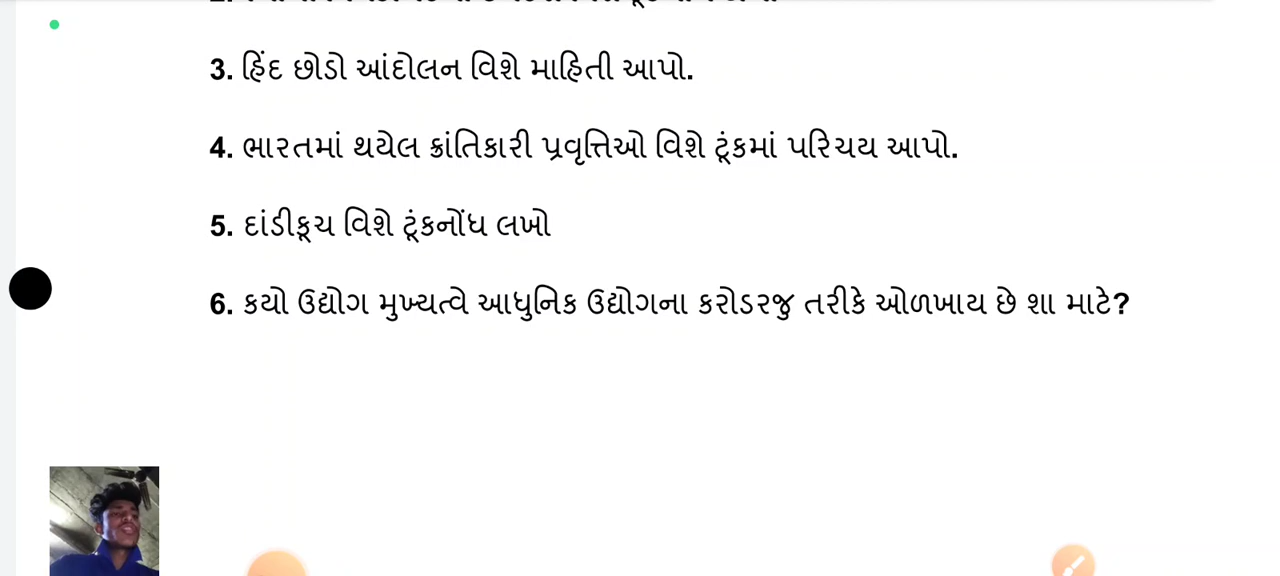 3. હિંદ છોડો આંદોલન વિશે માહિતી આપો.
4. ભારતમાં થયેલ ક્રાંતિકારી પ્રવૃત્તિઓ વિશે ટૂંકમાં પરિચય આપો.
5. દાંડીકૂચ વિશે ટૂંકનોંધ લખો
6. કયો ઉદ્યોગ મુખ્યત્વે આધુનિક ઉદ્યોગના કરોડરજુ તરીકે ઓળખાય છે શા માટે?